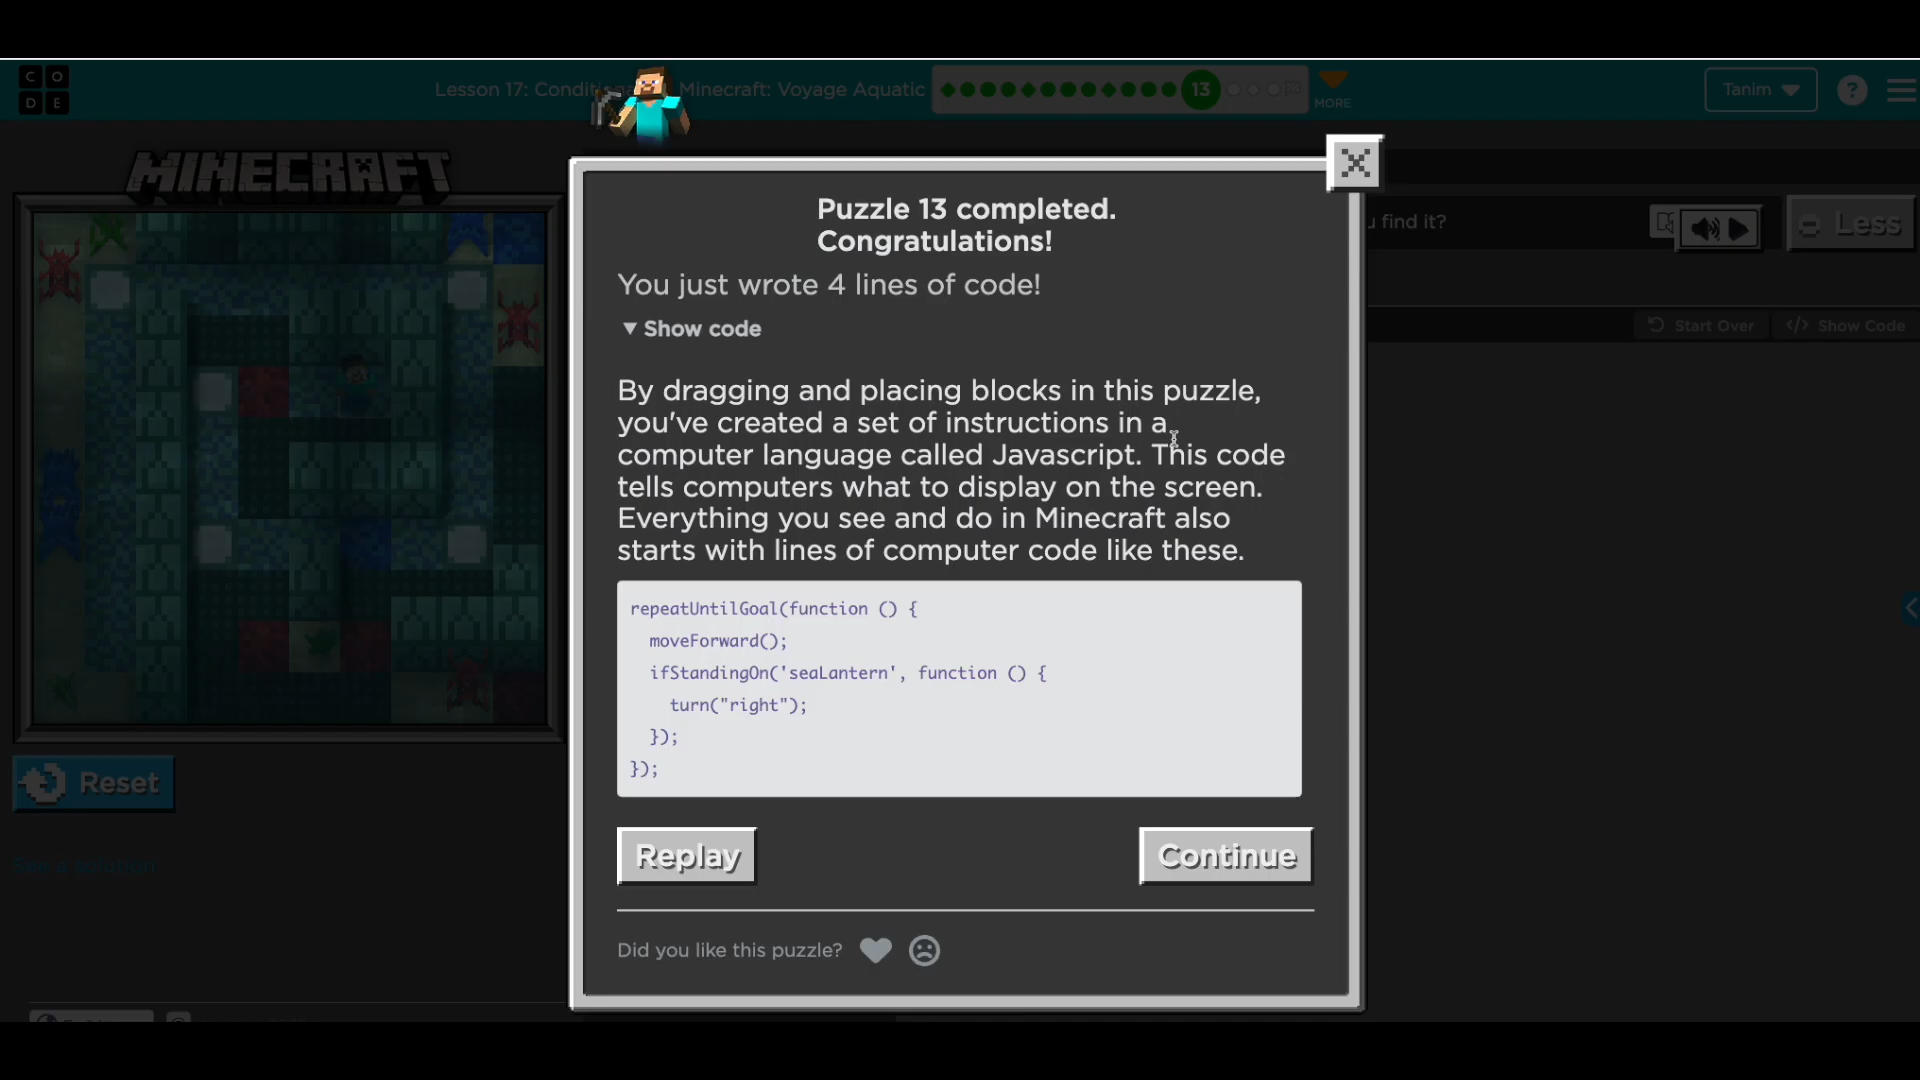 C O
D E
Lesson 17: Conditi
Minecraft: Voyage Aquatic
13
MORE
Tanim
?
MINECRAFT
u find it?
Less
Puzzle 13 completed.
Congratulations!
You just wrote 4 lines of code!
▼ Show code
Start Over
Show Code
By dragging and placing blocks in this puzzle,
you've created a set of instructions in a
computer language called Javascript. This code
tells computers what to display on the screen.
Everything you see and do in Minecraft also
starts with lines of computer code like these.
repeatUntilGoal(function () {
moveForward();
ifStandingOn('seaLantern', function () {
turn("right");
});
});
Reset
Replay
Continue
See a solution
Did you like this puzzle?